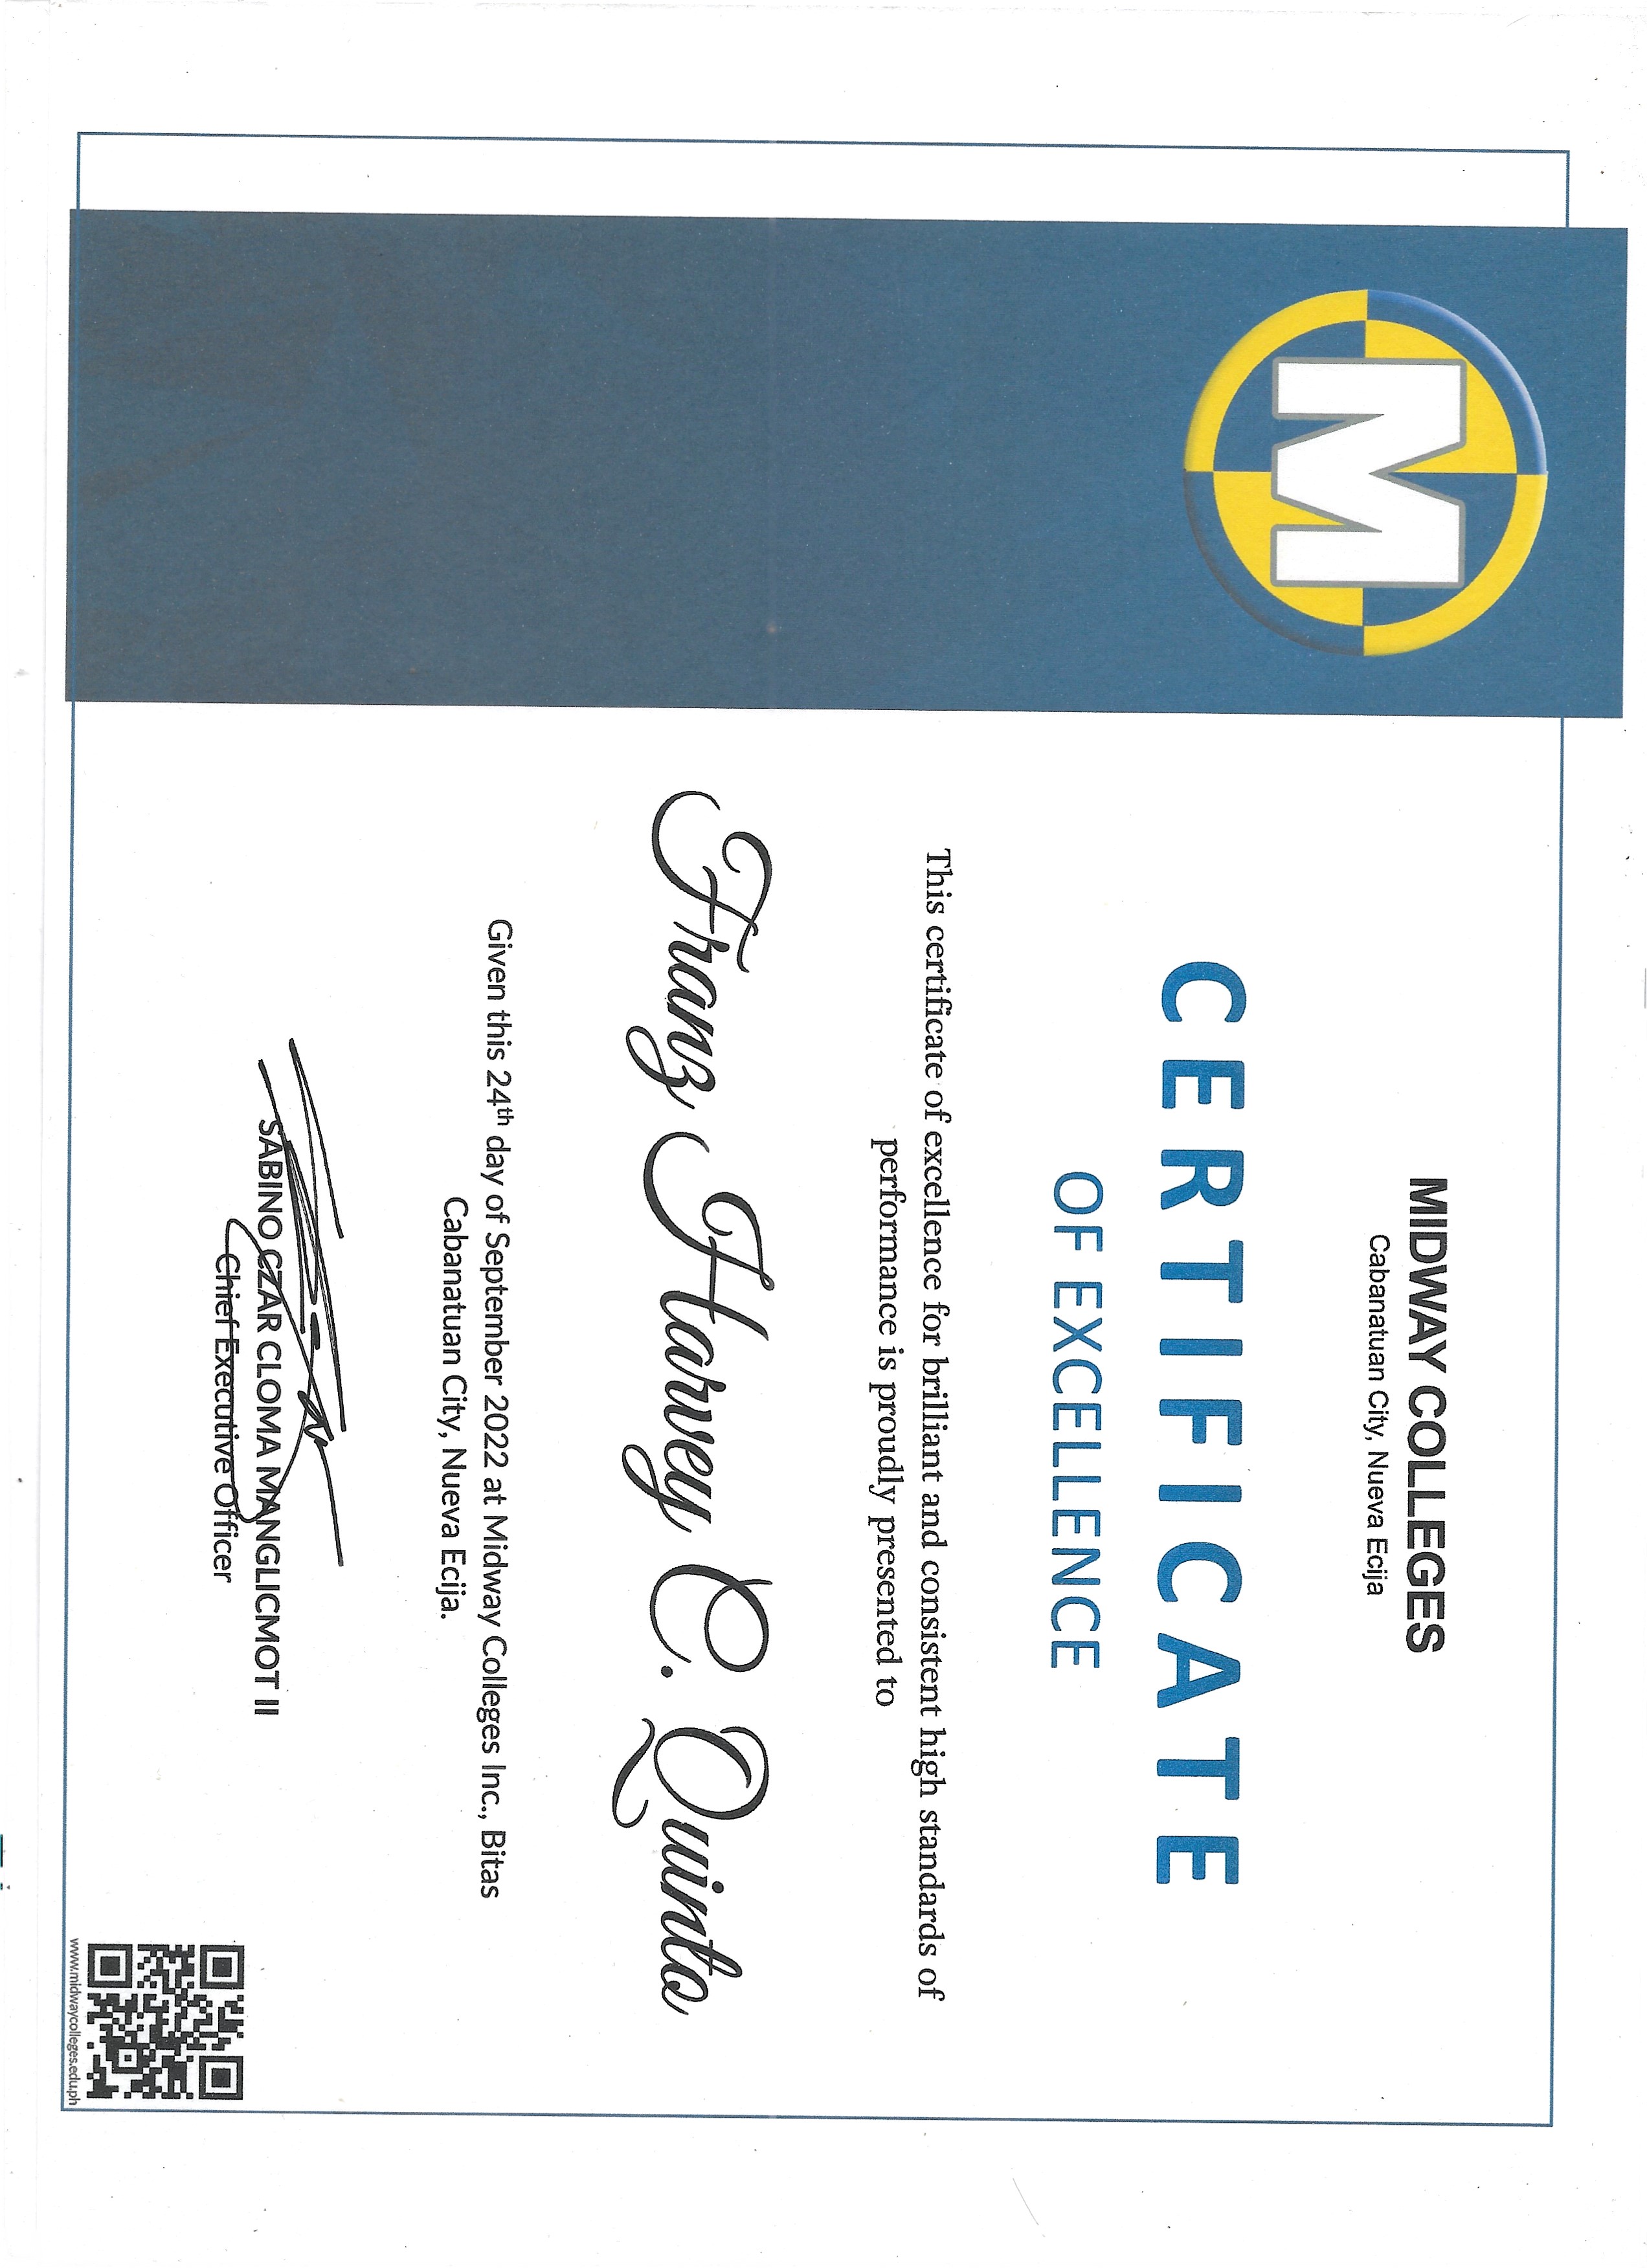 M
MIDWAY COLLEGES
Cabanatuan City, Nueva Ecija
CERTIFICATE
OF EXCELLENCE
This certificate of excellence for brilliant and consistent high standards of
performance is proudly presented to
Franz Harvey C. Quinto
Given this 24th day of September 2022 at Midway Colleges Inc., Bitas
Cabanatuan City, Nueva Ecija.
SABINO CZAR CLOMA MANGLICMOT II
Chief Executive Officer
www.midwaycolleges.edu.ph